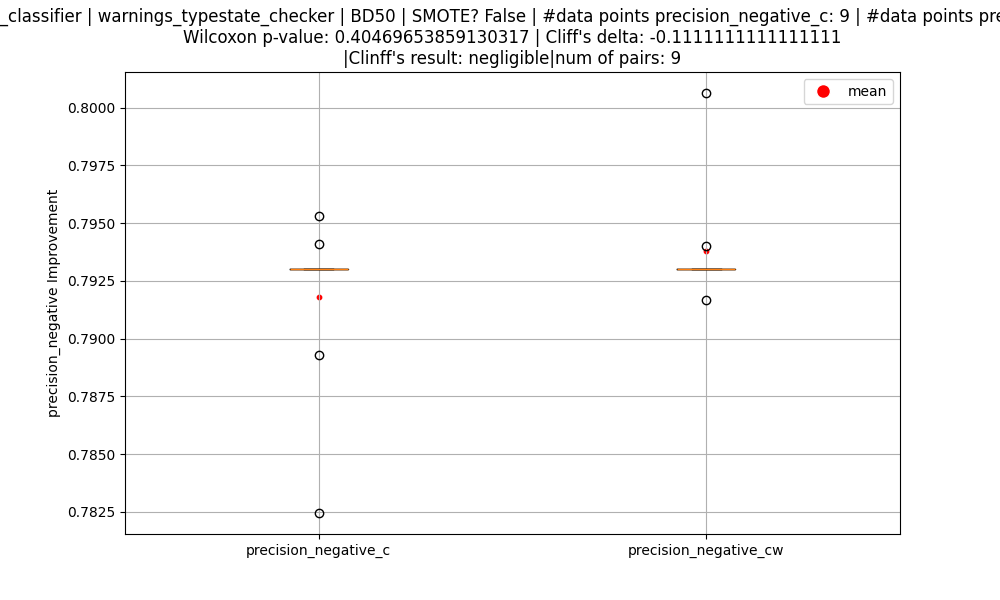 _classifier | warnings_typestate_checker | BD50 | SMOTE? False | #data points precision_negative_c: 9 | #data points pre
Wilcoxon p-value: 0.40469653859130317 | Cliff's delta: -0.1111111111111111
|Clinff's result: negligible|num of pairs: 9
mean
0.8000
0.7975
0.7950
0.7925
0.7900
0.7875
0.7850
0.7825
precision_negative Improvement
precision_negative_c
precision_negative_cw